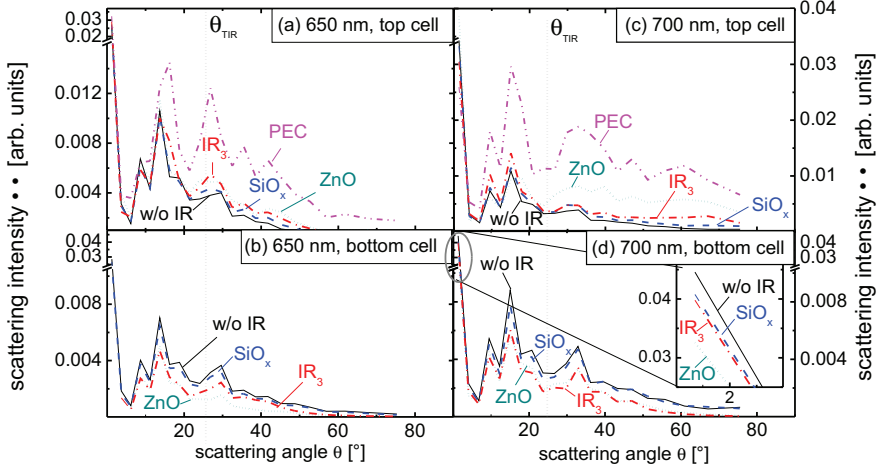 0.03
0.02
0.012
0.008
0.004
θTIR
(a) 650 nm, top cell
PEC
IR3
ZnO
SiOx
w/o IR
θTIR
(c) 700 nm, top cell
PEC
ZnO
IR3
w/o IR
SiOx
0.04
0.03
0.02
0.01
scattering intensity • • [arb. units]
scattering intensity • • [arb. units]
0.04
0.03
0.008
0.004
(b) 650 nm, bottom cell
w/o IR
SiOx
IR3
ZnO
(d) 700 nm, bottom cell
w/o IR
SiOx
ZnO
IR3
0.04
0.03
w/o IR
SiOx
IR3
ZnO
2
0.04
0.03
0.008
0.004
20 40 60 80
20 40 60 80
scattering angle θ [°]
scattering angle θ [°]